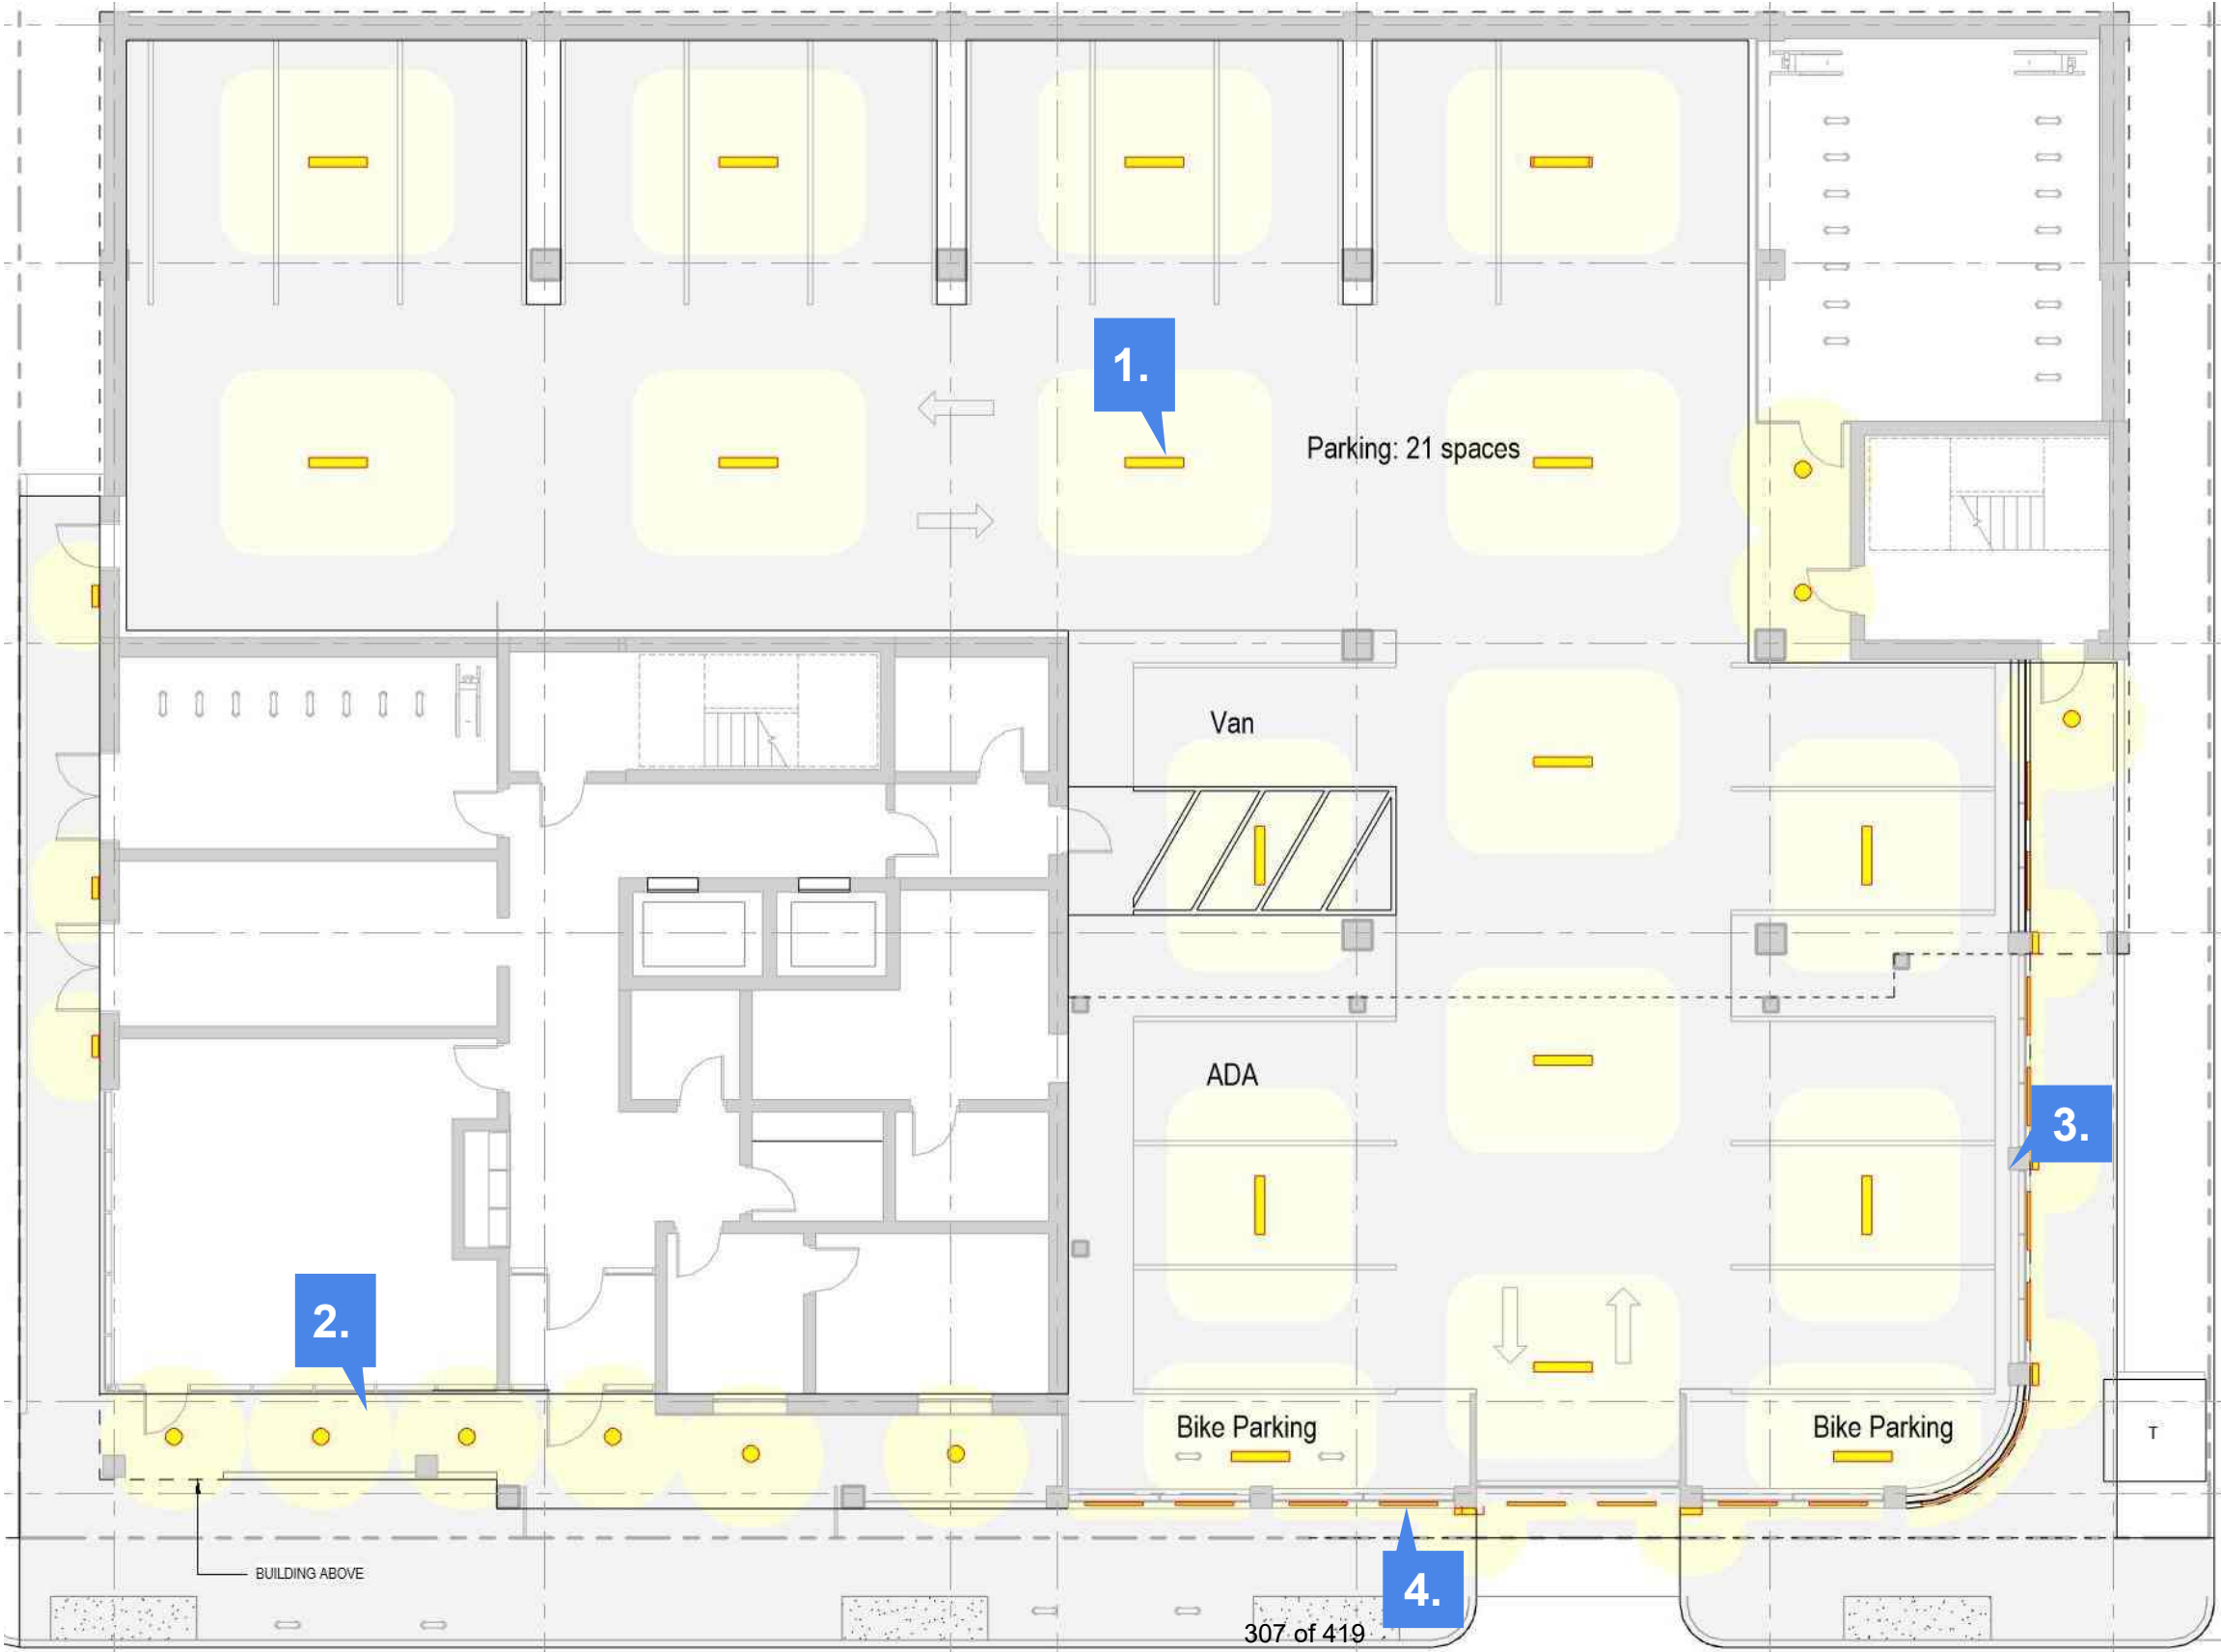 1.
Parking: 21 spaces
Van
ADA
3.
2.
Bike Parking
Bike Parking
T
BUILDING ABOVE
4.
307 of 419